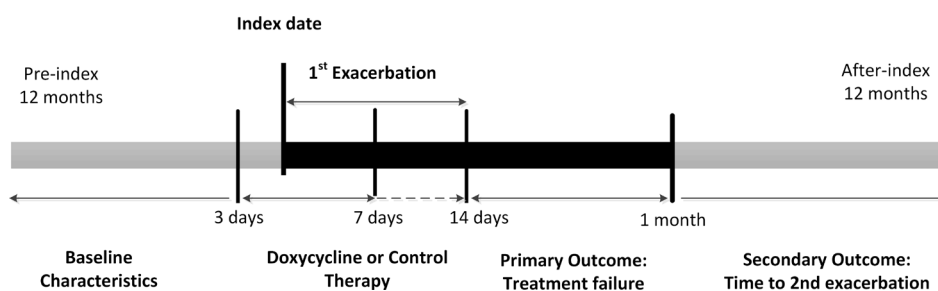 Index date
Pre-index
12 months
1st Exacerbation
After-index
12 months
3 days
7 days
14 days
1 month
Baseline
Characteristics
Doxycycline or Control
Therapy
Primary Outcome:
Treatment failure
Secondary Outcome:
Time to 2nd exacerbation